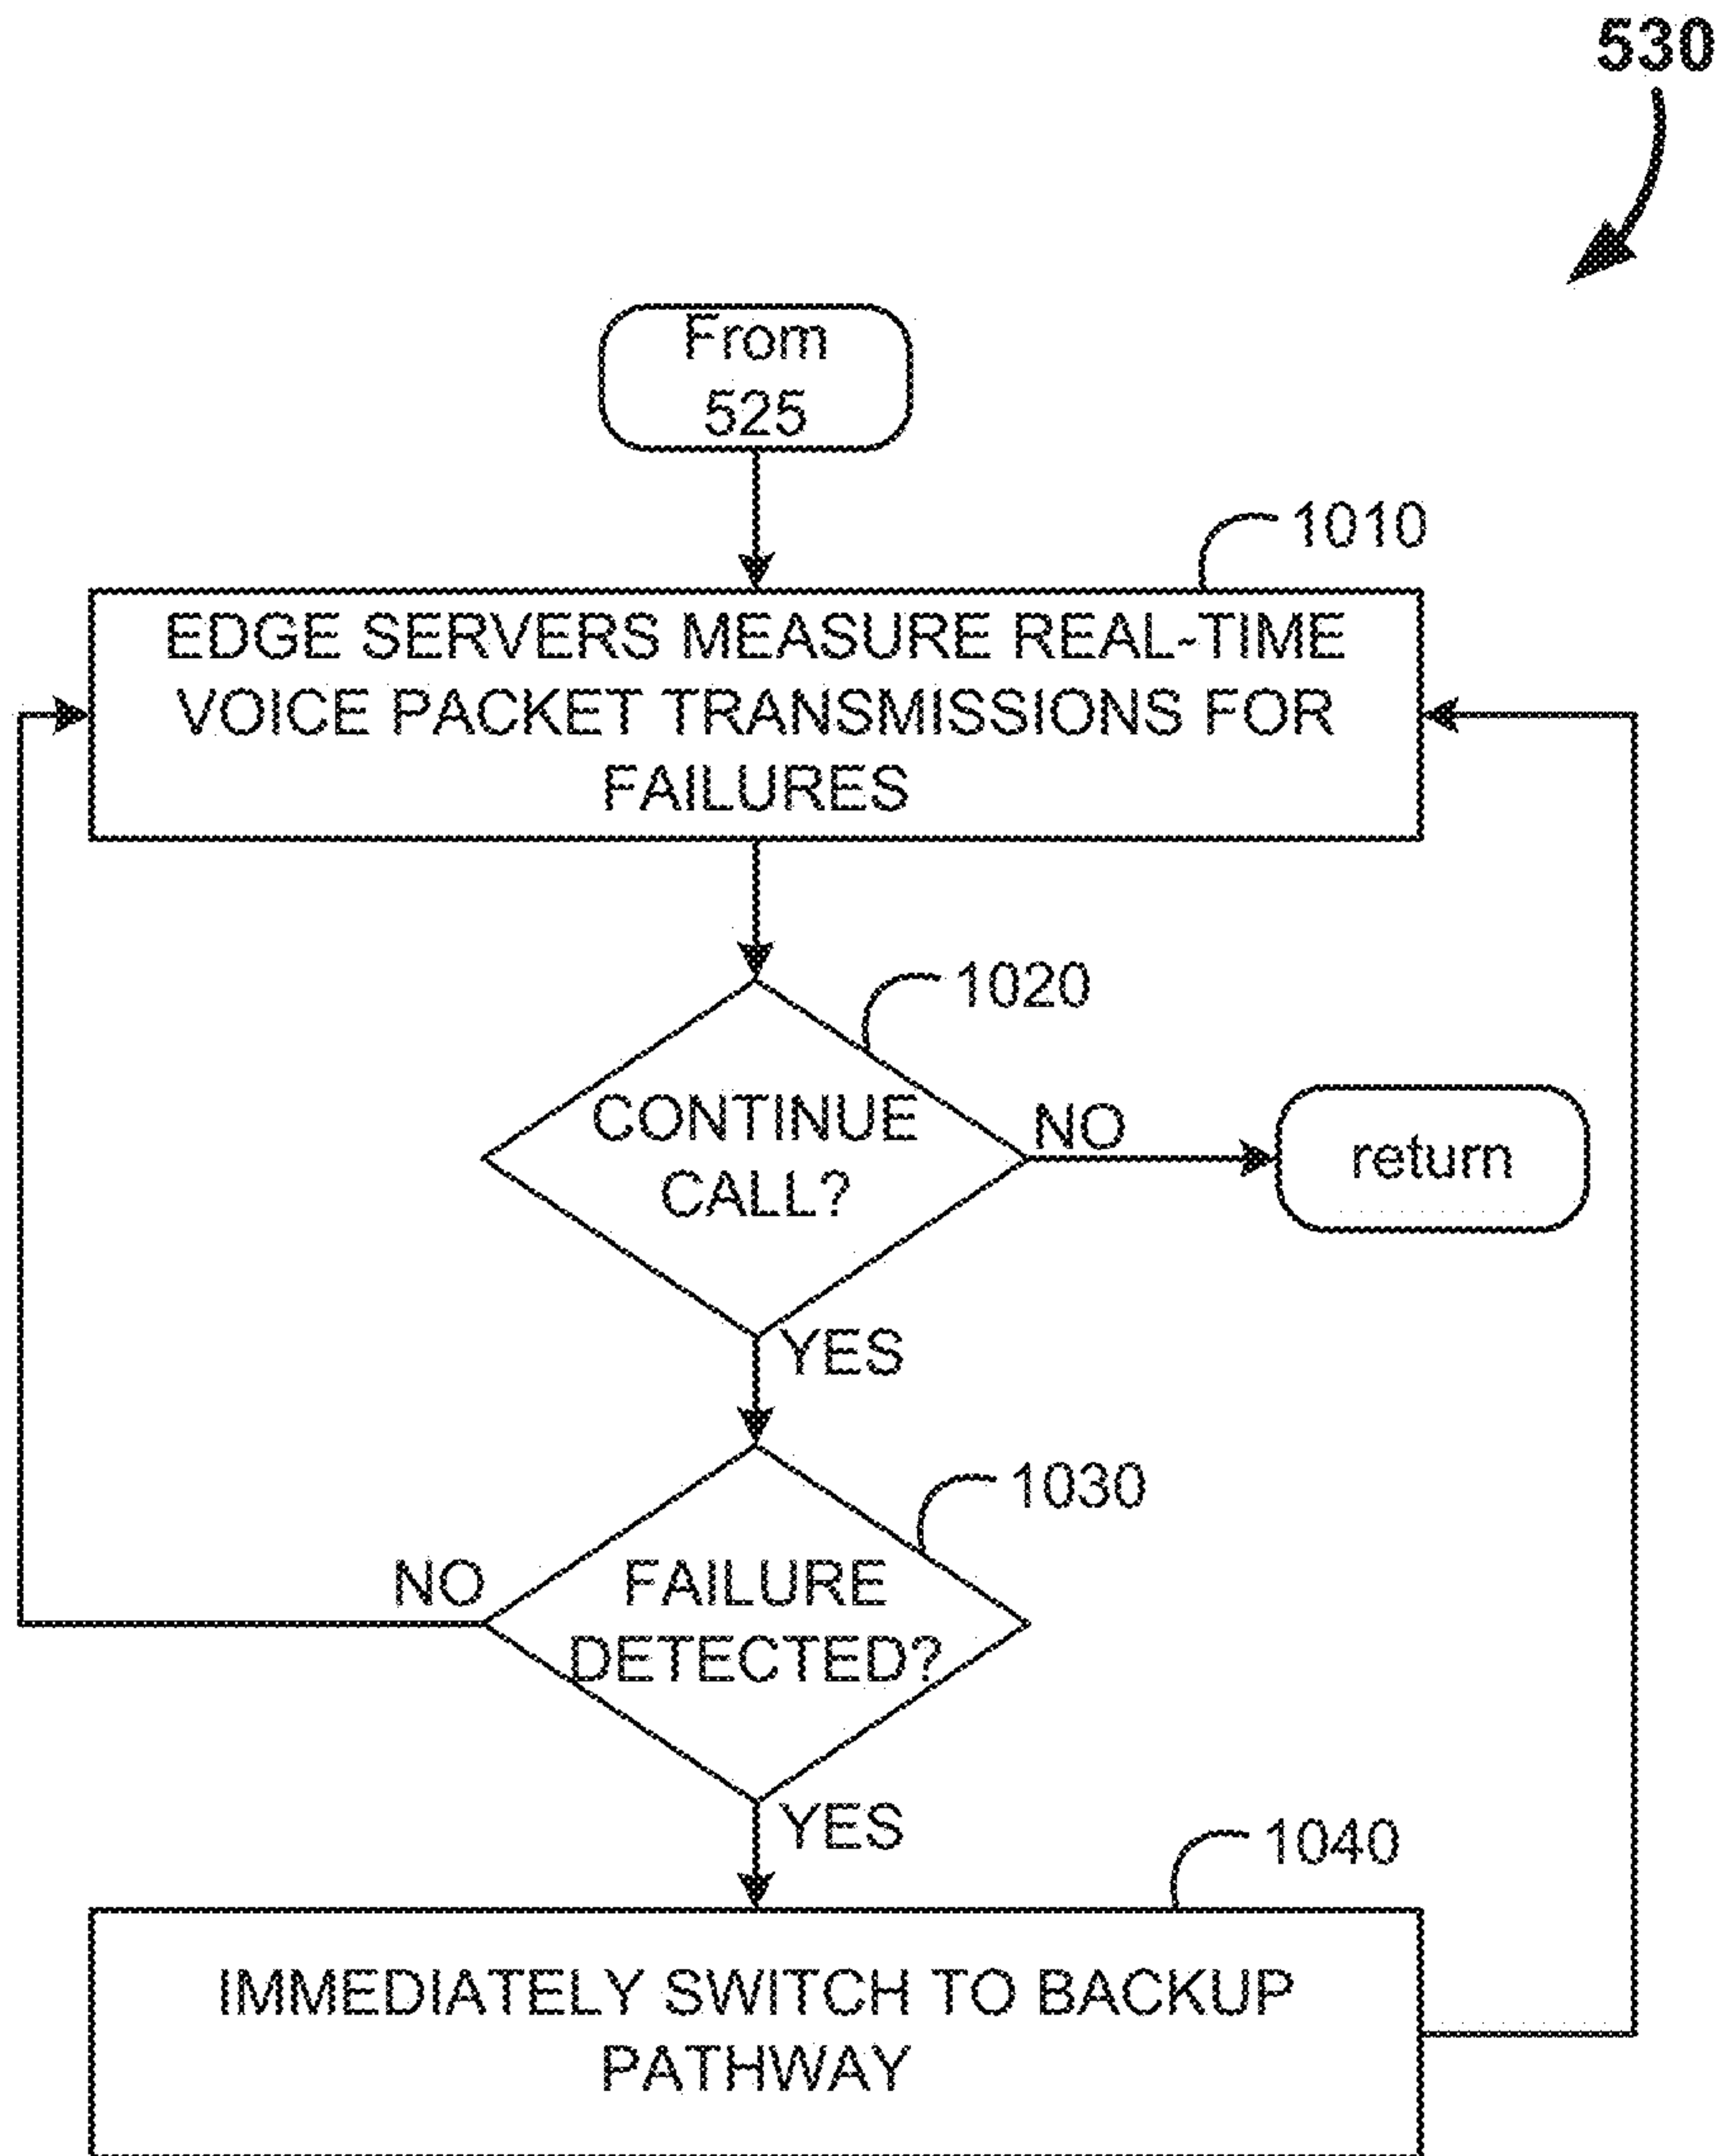 530
From
525
1010
EDGE SERVERS MEASURE REAL-TIME
VOICE PACKET TRANSMISSIONS FOR
FAILURES
1020
CONTINUE
CALL?
NO
return
YES
1030
NO
FAILURE
DETECTED?
YES
1040
IMMEDIATELY SWITCH TO BACKUP
PATHWAY